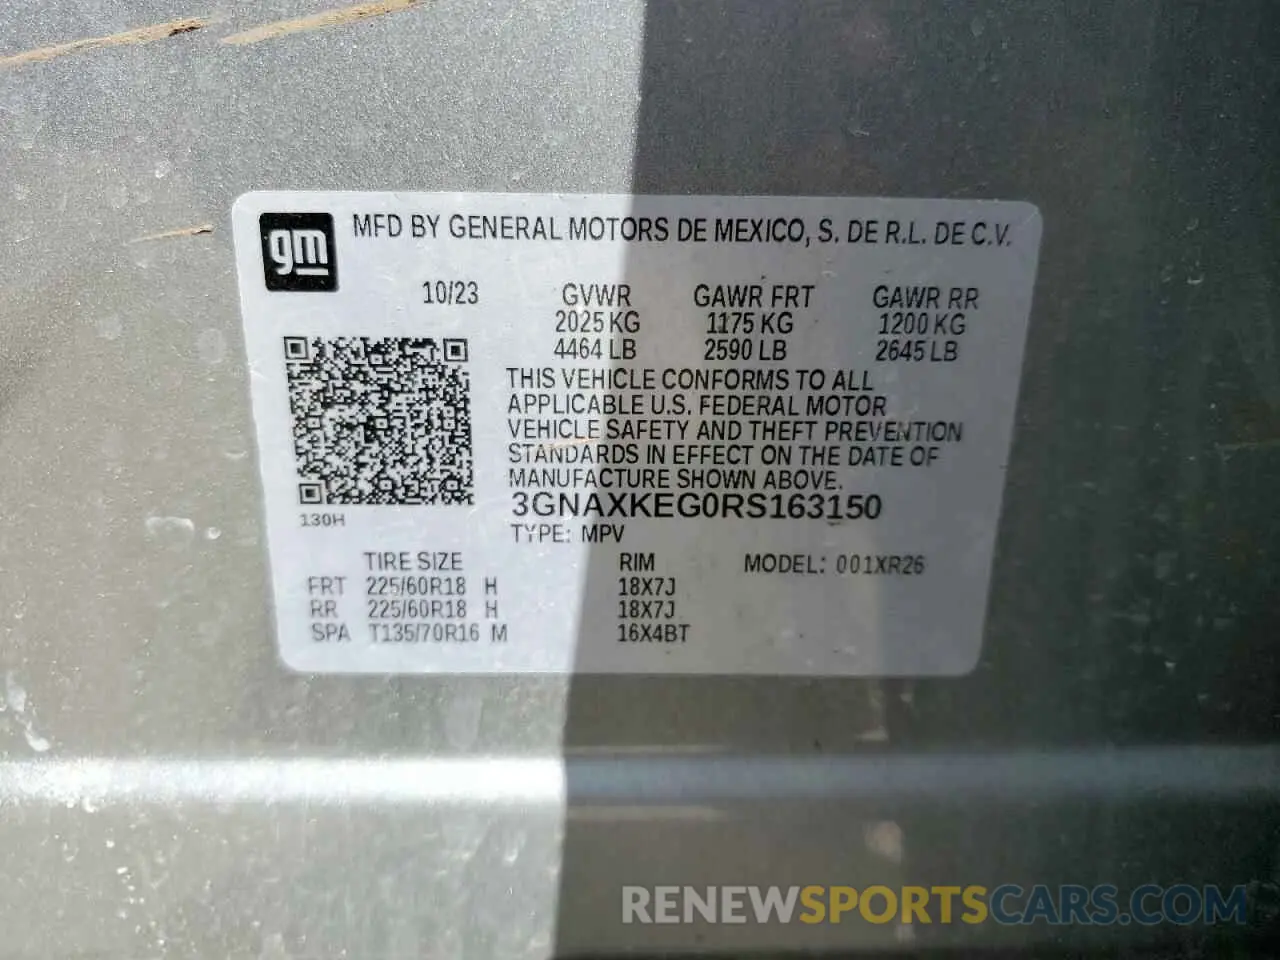 gm
MFD BY GENERAL MOTORS DE MEXICO, S. DE R.L. DE C.V.
10/23 GVWR GAWR FRT GAWR RR
2025 KG 1175 KG 1200 KG
4464 LB 2590 LB 2645 LB
THIS VEHICLE CONFORMS TO ALL
APPLICABLE U.S. FEDERAL MOTOR
VEHICLE SAFETY AND THEFT PREVENTION
STANDARDS IN EFFECT ON THE DATE OF
MANUFACTURE SHOWN ABOVE.
3GNAXKEG0RS163150
130H
TYPE: MPV
TIRE SIZE RIM MODEL: 001XR26
FRT 225/60R18 H 18X7J
RR 225/60R18 H 18X7J
SPA T135/70R16 M 16X4BT
RENEWSPORTSCARS.COM